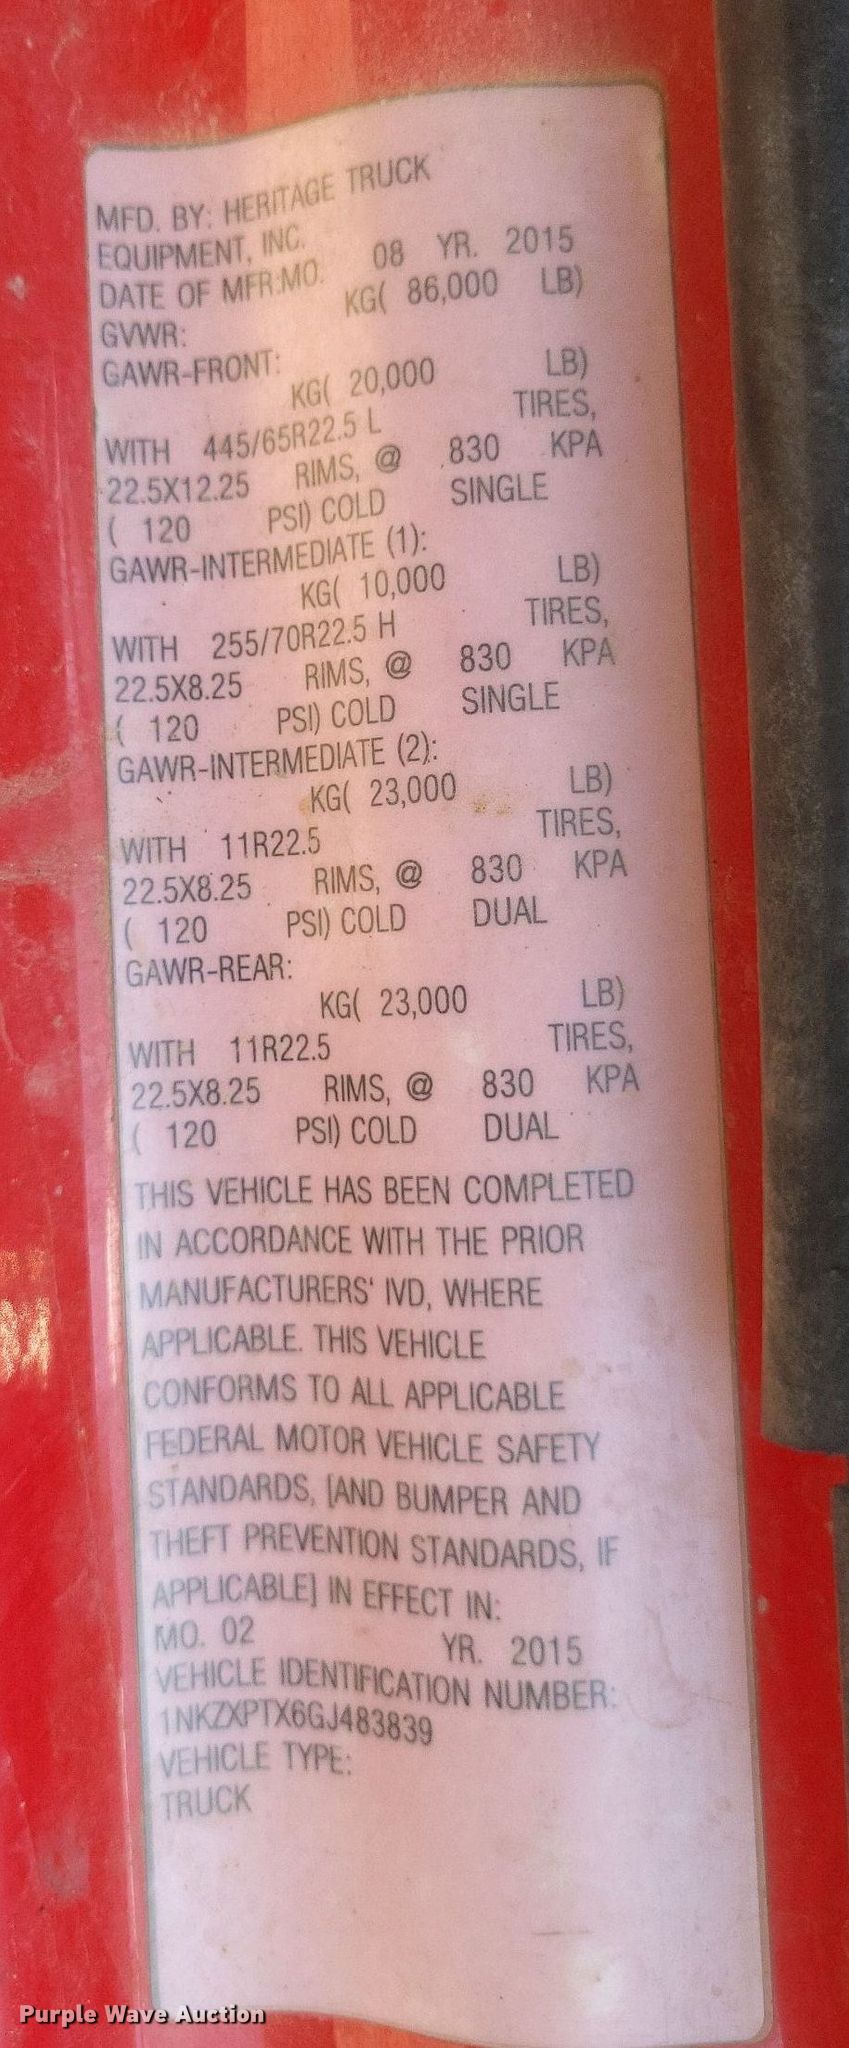 MFD. BY: HERITAGE TRUCK
EQUIPMENT, INC.
DATE OF MFR:MO. 08 YR. 2015
GVWR: KG( 86,000 LB)
GAWR-FRONT:
KG( 20,000 LB)
WITH 445/65R22.5 L TIRES,
22.5X12.25 RIMS, @ 830 KPA
( 120 PSI) COLD SINGLE
GAWR-INTERMEDIATE (1):
KG( 10,000 LB)
WITH 255/70R22.5 H TIRES,
22.5X8.25 RIMS, @ 830 KPA
( 120 PSI) COLD SINGLE
GAWR-INTERMEDIATE (2):
KG( 23,000 LB)
WITH 11R22.5 TIRES,
22.5X8.25 RIMS, @ 830 KPA
( 120 PSI) COLD DUAL
GAWR-REAR:
KG( 23,000 LB)
WITH 11R22.5 TIRES,
22.5X8.25 RIMS, @ 830 KPA
( 120 PSI) COLD DUAL
THIS VEHICLE HAS BEEN COMPLETED
IN ACCORDANCE WITH THE PRIOR
MANUFACTURERS' IVD, WHERE
APPLICABLE. THIS VEHICLE
CONFORMS TO ALL APPLICABLE
FEDERAL MOTOR VEHICLE SAFETY
STANDARDS, [AND BUMPER AND
THEFT PREVENTION STANDARDS, IF
APPLICABLE] IN EFFECT IN:
MO. 02 YR. 2015
VEHICLE IDENTIFICATION NUMBER:
1NKZXPTX6GJ483839
VEHICLE TYPE:
TRUCK
Purple Wave Auction